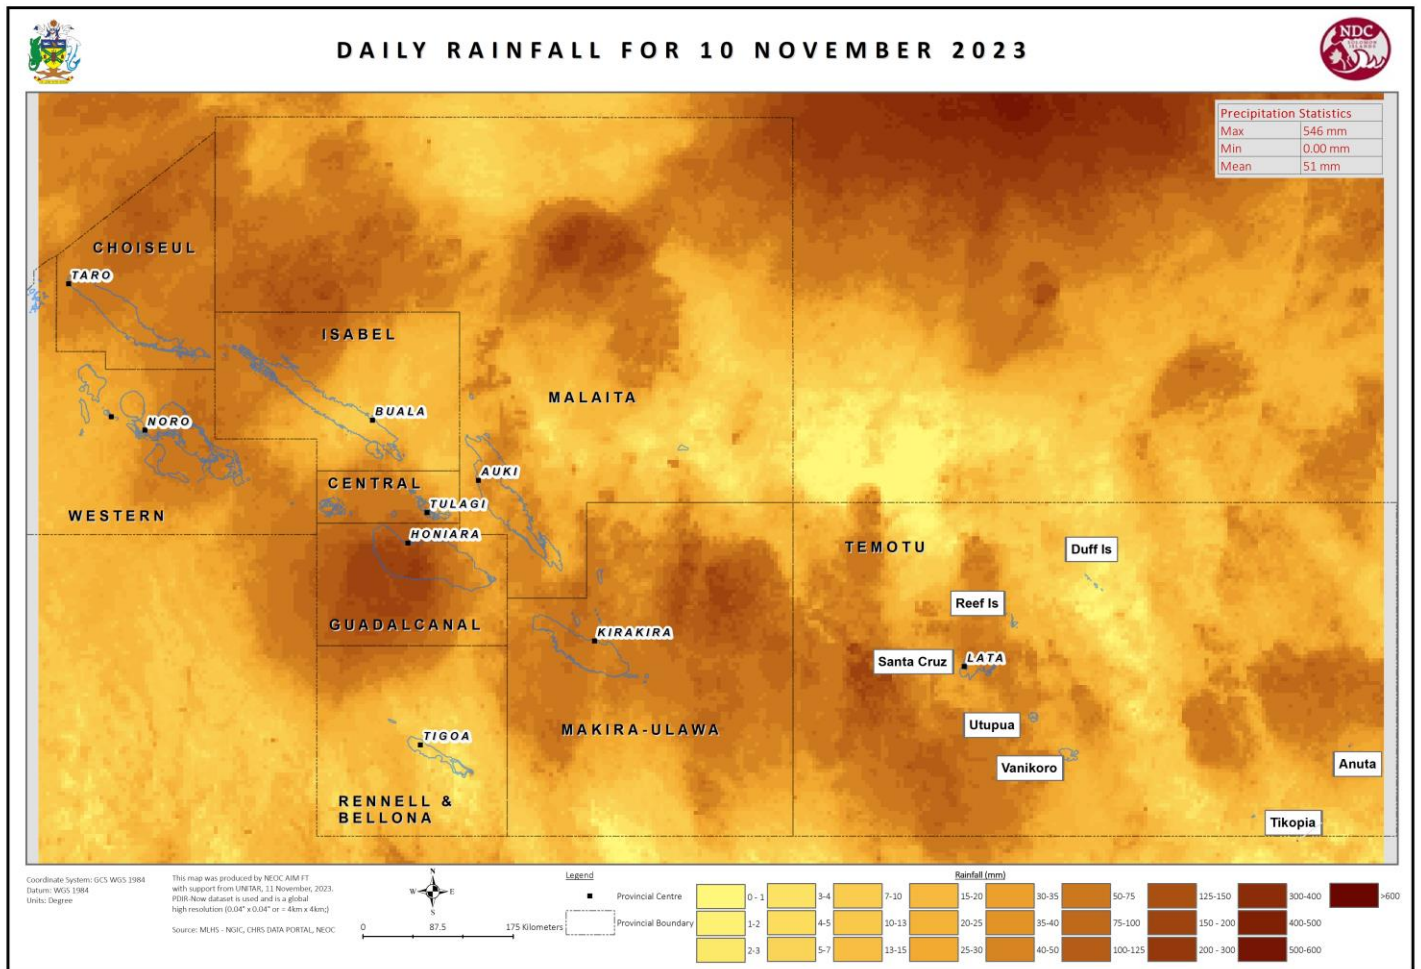 DAILY RAINFALL FOR 10 NOVEMBER 2023
NDC
SOLOMON ISLANDS
Precipitation Statistics
Max 546 mm
Min 0.00 mm
Mean 51 mm
CHOISEUL
TARO
ISABEL
BUALA
MALAITA
NORO
AUKI
CENTRAL
TULAGI
WESTERN
HONIARA
TEMOTU
Duff Is
Reef Is
GUADALCANAL
KIRAKIRA
Santa Cruz
LATA
Utupua
MAKIRA-ULAWA
TIGOA
Vanikoro
Anuta
RENNELL &
BELLONA
Tikopia
Coordinate System: GCS WGS 1984
Datum: WGS 1984
Units: Degree
This map was produced by NEOC AIM FT
with support from UNITAR, 11 November, 2023.
PDIR-Now dataset is used and is a global
high resolution (0.04° x 0.04° or = 4km x 4km;)
Source: MLHS - NGIC, CHRS DATA PORTAL, NEOC
N
W E
S
0 87.5 175 Kilometers
Legend
Provincial Centre
Provincial Boundary
Rainfall (mm)
0 - 1 3-4 7-10 15-20 30-35 50-75 125-150 300-400 >600
1-2 4-5 10-13 20-25 35-40 75-100 150 - 200 400-500
2-3 5-7 13-15 25-30 40-50 100-125 200 - 300 500-600